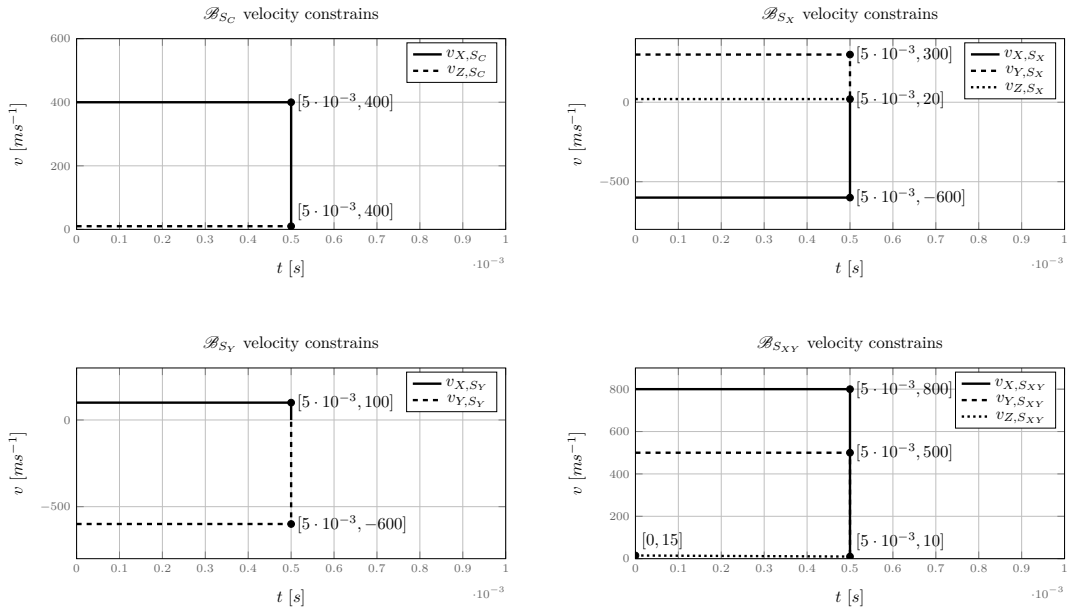 ℬ_{S_C} velocity constrains
600
400
200
0
v [ms⁻¹]
v_{X,S_C}
v_{Z,S_C}
[5 · 10⁻³, 400]
[5 · 10⁻³, 400]
0 0.1 0.2 0.3 0.4 0.5 0.6 0.7 0.8 0.9 1
·10⁻³
t [s]
ℬ_{S_X} velocity constrains
0
−500
v [ms⁻¹]
v_{X,S_X}
v_{Y,S_X}
v_{Z,S_X}
[5 · 10⁻³, 300]
[5 · 10⁻³, 20]
[5 · 10⁻³, −600]
0 0.1 0.2 0.3 0.4 0.5 0.6 0.7 0.8 0.9 1
·10⁻³
t [s]
ℬ_{S_Y} velocity constrains
0
−500
v [ms⁻¹]
v_{X,S_Y}
v_{Y,S_Y}
[5 · 10⁻³, 100]
[5 · 10⁻³, −600]
0 0.1 0.2 0.3 0.4 0.5 0.6 0.7 0.8 0.9 1
·10⁻³
t [s]
ℬ_{S_{XY}} velocity constrains
800
600
400
200
0
v [ms⁻¹]
v_{X,S_{XY}}
v_{Y,S_{XY}}
v_{Z,S_{XY}}
[5 · 10⁻³, 800]
[5 · 10⁻³, 500]
[0, 15]
[5 · 10⁻³, 10]
0 0.1 0.2 0.3 0.4 0.5 0.6 0.7 0.8 0.9 1
·10⁻³
t [s]